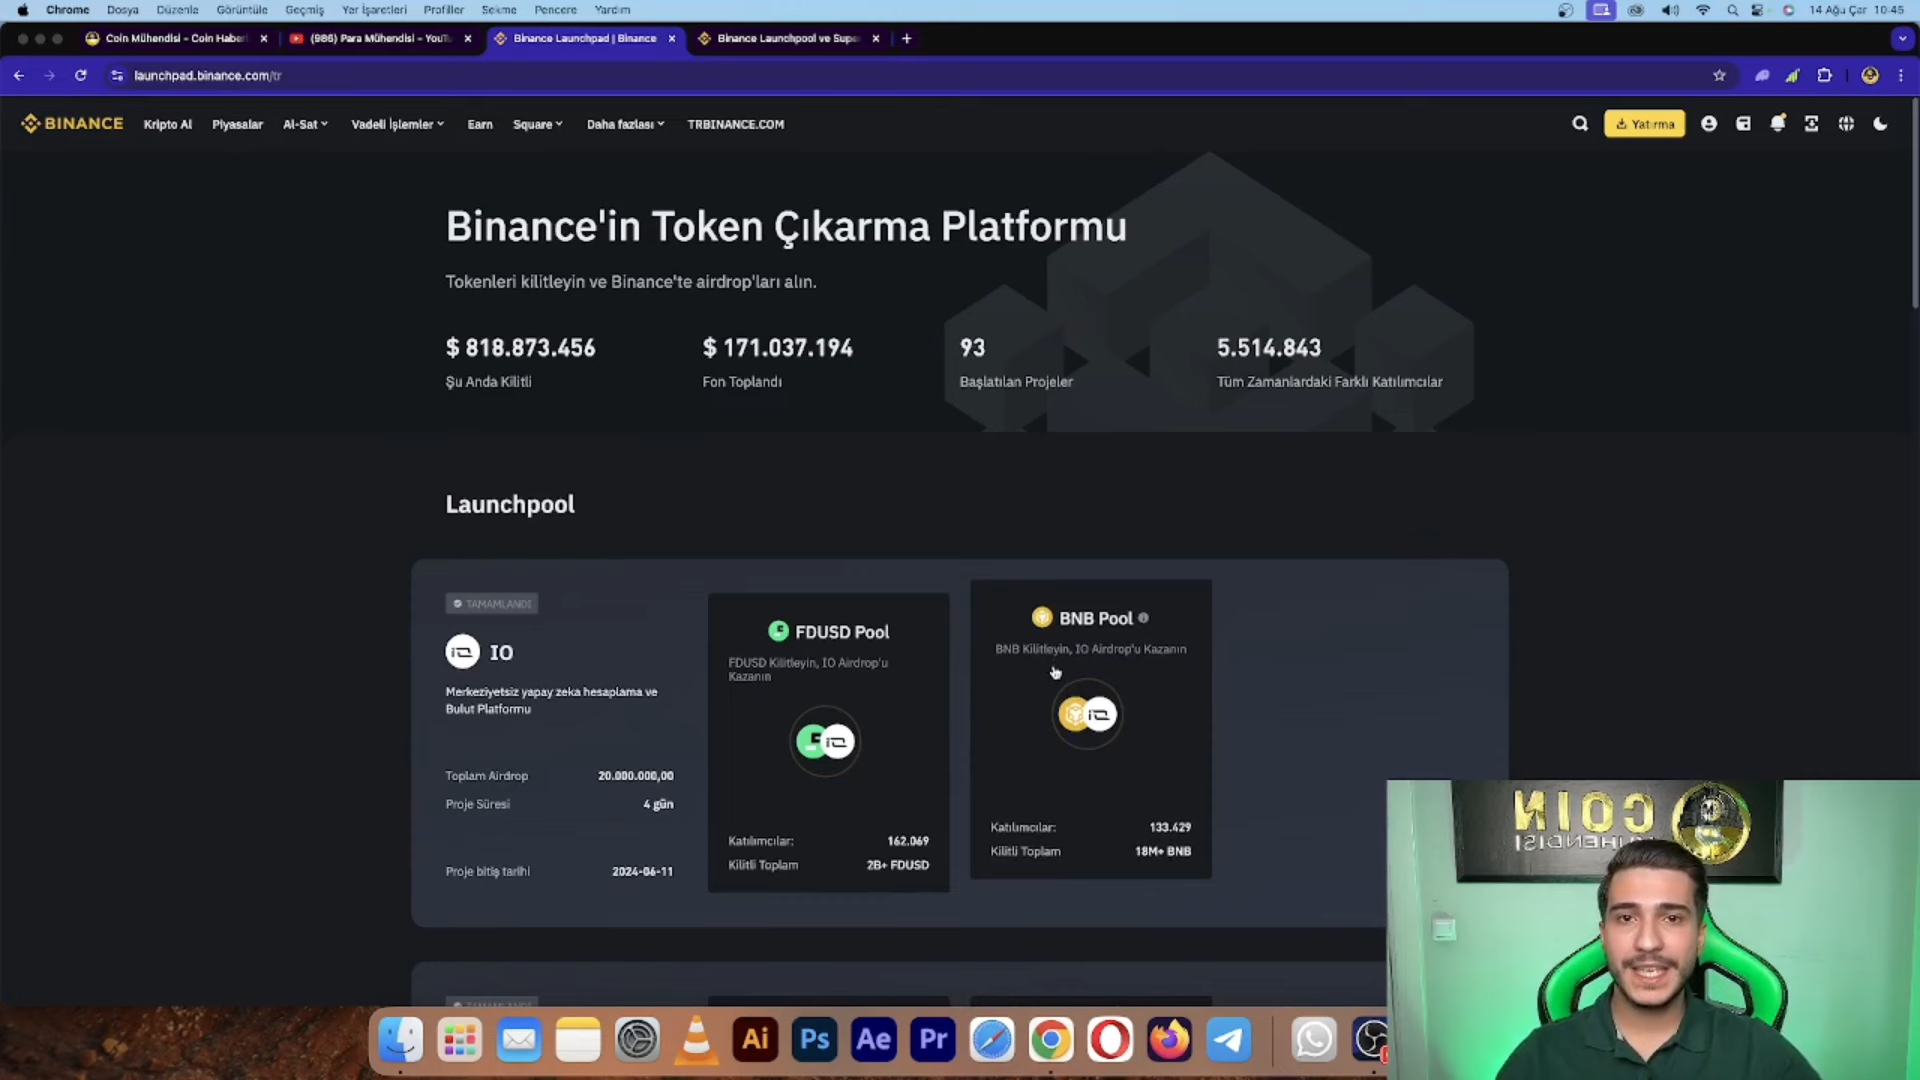 Chrome Dosya Düzenle Görüntüle Geçmiş Yer İşaretleri Profiller Sekme Pencere Yardım 14 Ağu Çar 10:45
Coin Mühendisi - Coin Haber (986) Para Mühendisi - YouTu Binance Launchpad | Binance Binance Launchpool ve Supe
launchpad.binance.com/tr
BINANCE Kripto Al Piyasalar Al-Sat Vadeli İşlemler Earn Square Daha fazlası TRBINANCE.COM Yatırma
Binance'in Token Çıkarma Platformu
Tokenleri kilitleyin ve Binance'te airdrop'ları alın.
$ 818.873.456 $ 171.037.194 93 5.514.843
Şu Anda Kilitli Fon Toplandı Başlatılan Projeler Tüm Zamanlardaki Farklı Katılımcılar
Launchpool
TAMAMLANDI
IO
Merkeziyetsiz yapay zeka hesaplama ve
Bulut Platformu
Toplam Airdrop 20.000.000,00
Proje Süresi 4 gün
Proje bitiş tarihi 2024-06-11
FDUSD Pool
FDUSD Kilitleyin, IO Airdrop'u
Kazanın
Katılımcılar: 162.069
Kilitli Toplam 2B+ FDUSD
BNB Pool
BNB Kilitleyin, IO Airdrop'u Kazanın
Katılımcılar: 133.429
Kilitli Toplam 18M+ BNB
TAMAMLANDI
COIN
Ai Ps Ae Pr